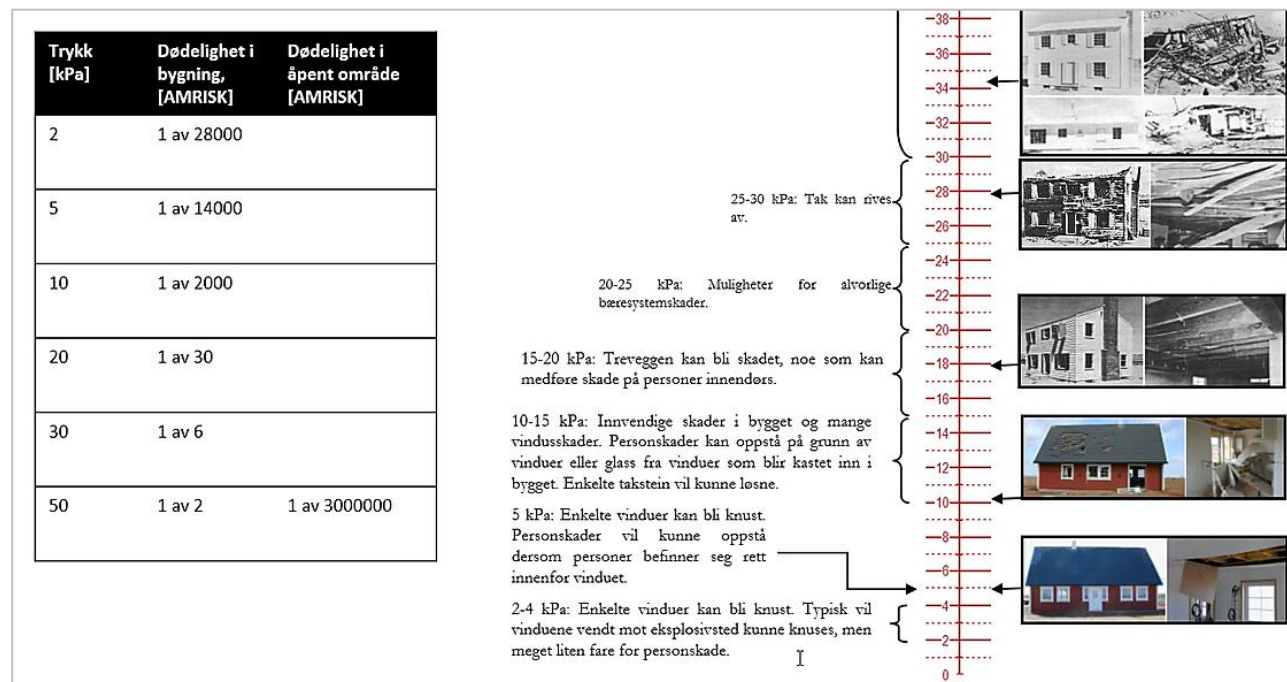 Trykk
[kPa]
Dødelighet i
bygning,
[AMRISK]
Dødelighet i
åpent område
[AMRISK]
2
1 av 28000
5
1 av 14000
10
1 av 2000
20
1 av 30
30
1 av 6
50
1 av 2
1 av 3000000
25-30 kPa: Tak kan rives
av.
20-25 kPa: Muligheter for alvorlige
bæresystemskader.
15-20 kPa: Treveggen kan bli skadet, noe som kan
medføre skade på personer innendørs.
10-15 kPa: Innvendige skader i bygget og mange
vindusskader. Personskader kan oppstå på grunn av
vinduer eller glass fra vinduer som blir kastet inn i
bygget. Enkelte takstein vil kunne løsne.
5 kPa: Enkelte vinduer kan bli knust.
Personskader vil kunne oppstå
dersom personer befinner seg rett
innenfor vinduet.
2-4 kPa: Enkelte vinduer kan bli knust. Typisk vil
vinduene vendt mot eksplosivsted kunne knuses, men
meget liten fare for personskade.
38
36
34
32
30
28
26
24
22
20
18
16
14
12
10
8
6
4
2
0